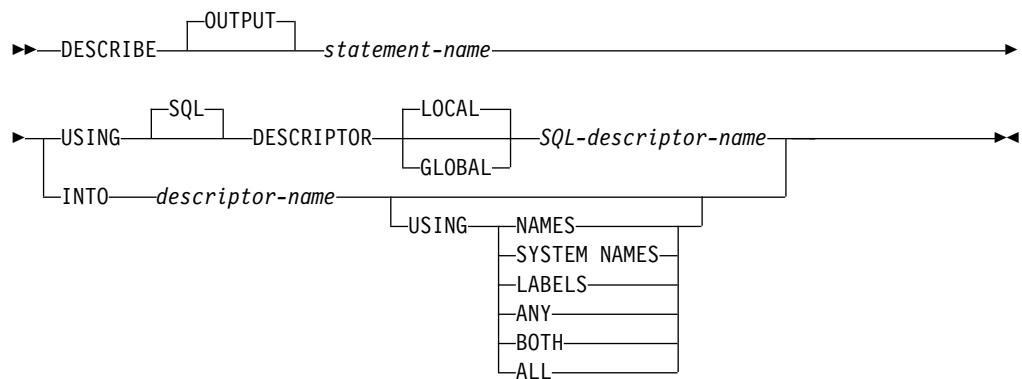 OUTPUT
DESCRIBE statement-name
SQL LOCAL
USING DESCRIPTOR SQL-descriptor-name
GLOBAL
INTO descriptor-name
USING NAMES
SYSTEM NAMES
LABELS
ANY
BOTH
ALL